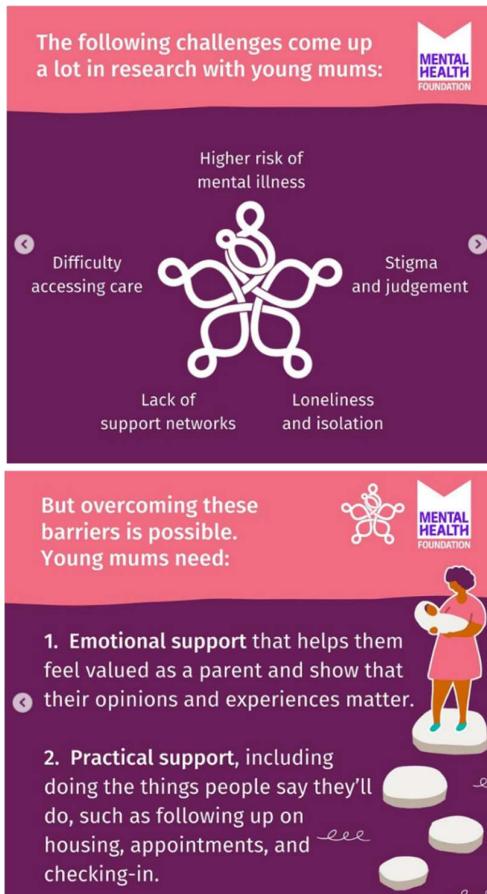 The following challenges come up
a lot in research with young mums:
MENTAL
HEALTH
FOUNDATION
Higher risk of
mental illness
Difficulty
accessing care
Stigma
and judgement
Lack of
support networks
Loneliness
and isolation
But overcoming these
barriers is possible.
Young mums need:
MENTAL
HEALTH
FOUNDATION
1. Emotional support that helps them
feel valued as a parent and show that
their opinions and experiences matter.
2. Practical support, including
doing the things people say they'll
do, such as following up on
housing, appointments, and
checking-in.